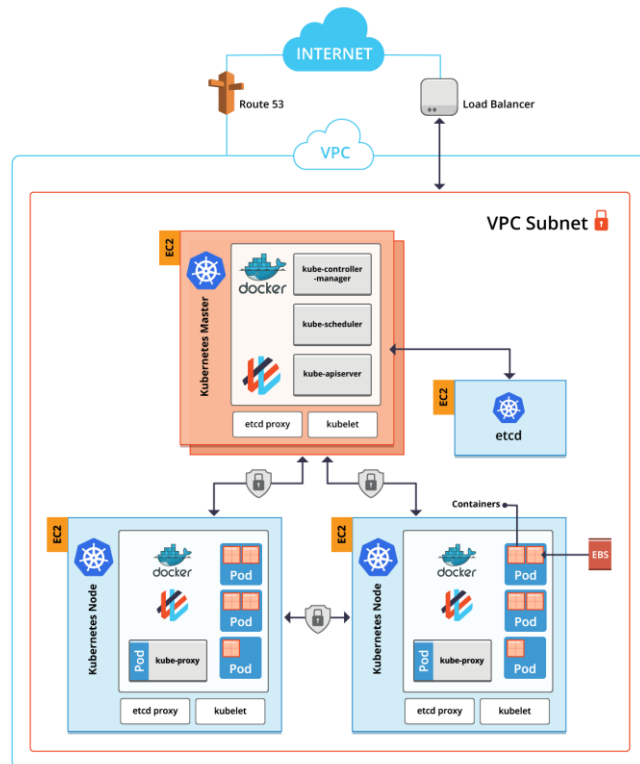 INTERNET
Route 53
Load Balancer
VPC
VPC Subnet
EC2
Kubernetes Master
docker
kube-controller
-manager
kube-scheduler
kube-apiserver
etcd proxy
kubelet
EC2
etcd
Containers
EC2
Kubernetes Node
docker
Pod
Pod
Pod
kube-proxy
Pod
etcd proxy
kubelet
EC2
Kubernetes Node
docker
Pod
EBS
Pod
Pod
kube-proxy
Pod
etcd proxy
kubelet